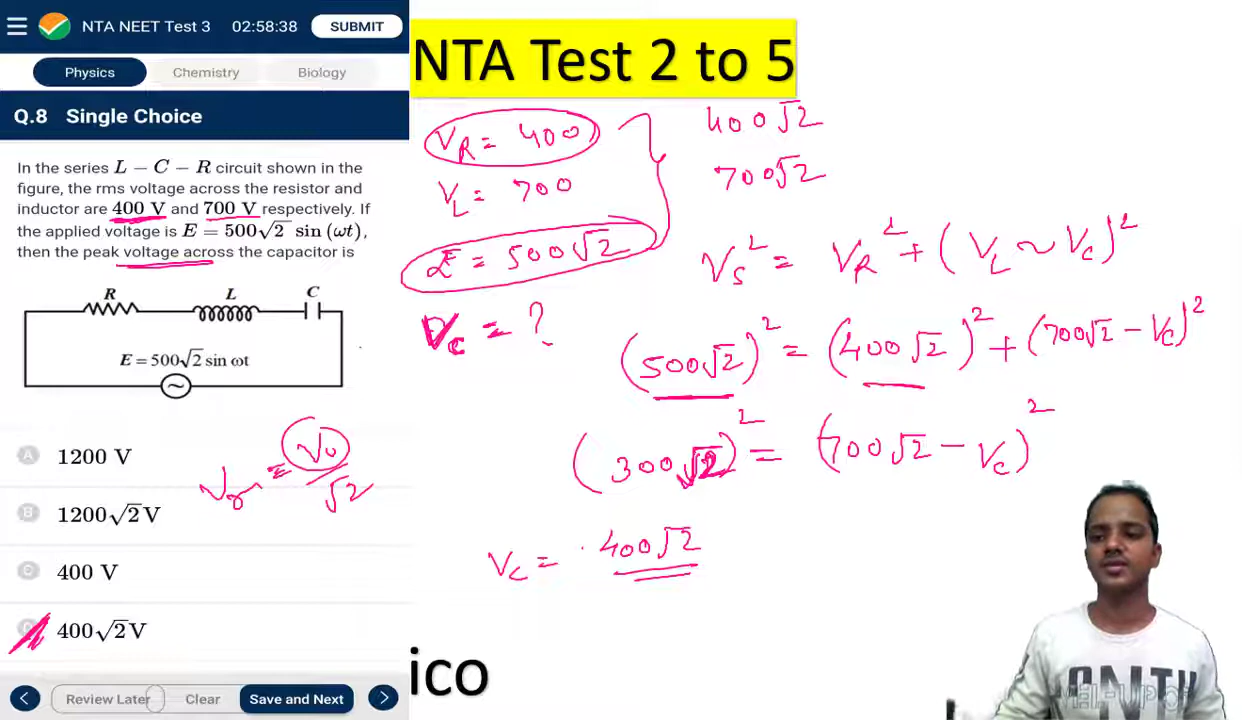 NTA NEET Test 3 02:58:38 SUBMIT
Physics Chemistry Biology
Q.8 Single Choice
In the series L − C − R circuit shown in the
figure, the rms voltage across the resistor and
inductor are 400 V and 700 V respectively. If
the applied voltage is E = 500√2 sin (ωt),
then the peak voltage across the capacitor is
R L C
E = 500√2 sin ωt
A 1200 V
B 1200√2 V
C 400 V
400√2 V
Review Later Clear Save and Next
NTA Test 2 to 5
V_R = 400
V_L = 700
E = 500√2
V_C = ?
400√2
700√2
V_S² = V_R² + (V_L ~ V_C)²
(500√2)² = (400√2)² + (700√2 − V_C)²
(300√2)² = (700√2 − V_C)²
V_C = 400√2
V₀
√2
ico